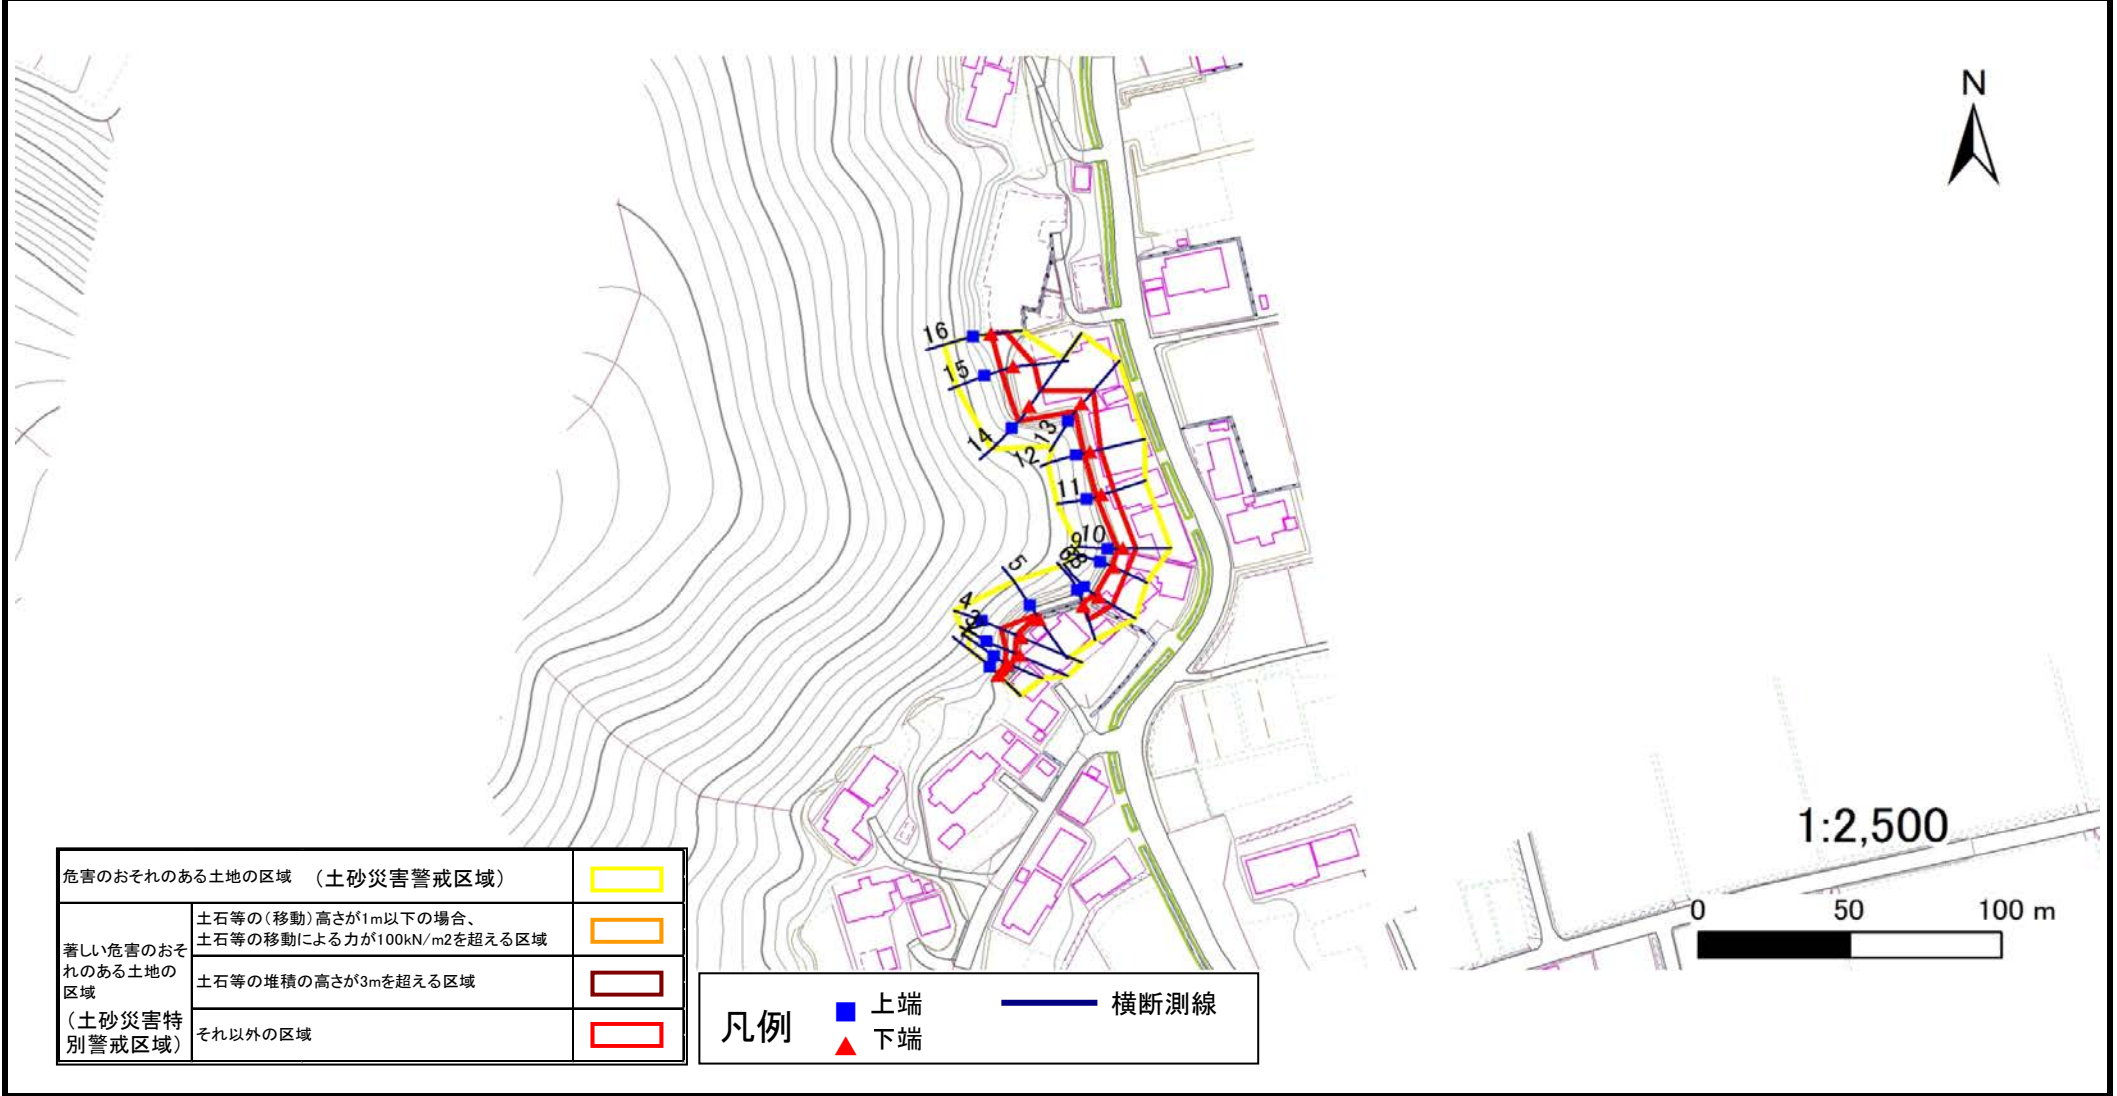 N
16
15
14
13
12
11
10
9
8
5
4
1:2,500
0 50 100 m
危害のおそれのある土地の区域 (土砂災害警戒区域)
著しい危害のおそ
れのある土地の
区域
(土砂災害特
別警戒区域)
土石等の(移動)高さが1m以下の場合、
土石等の移動による力が100kN/m2を超える区域
土石等の堆積の高さが3mを超える区域
それ以外の区域
凡例
上端
下端
横断測線